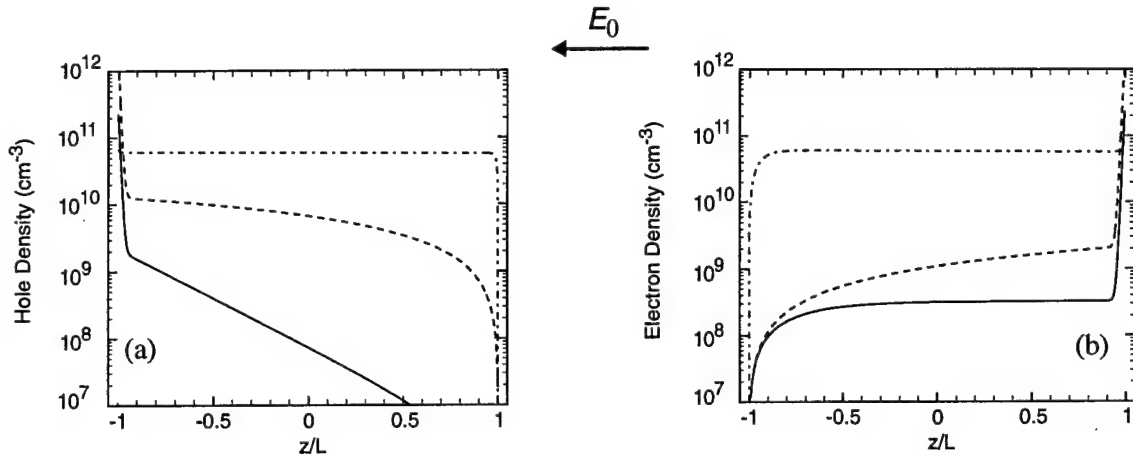 E₀
Hole Density (cm⁻³)
10¹²
10¹¹
10¹⁰
10⁹
10⁸
10⁷
(a)
-1 -0.5 0 0.5 1
z/L
Electron Density (cm⁻³)
10¹²
10¹¹
10¹⁰
10⁹
10⁸
10⁷
(b)
-1 -0.5 0 0.5 1
z/L